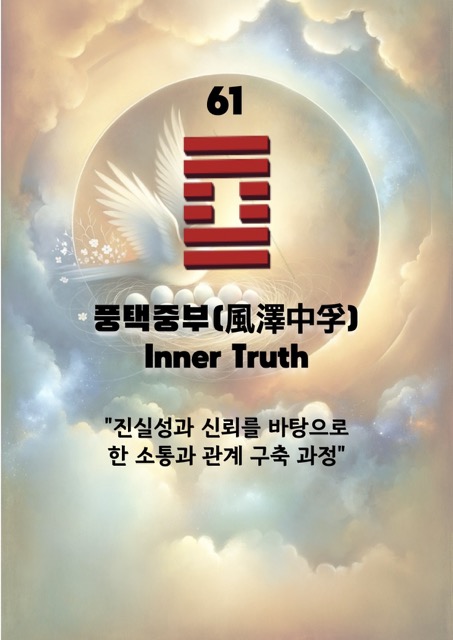 61
풍택중부(風澤中孚)
Inner Truth
"진실성과 신뢰를 바탕으로
한 소통과 관계 구축 과정"